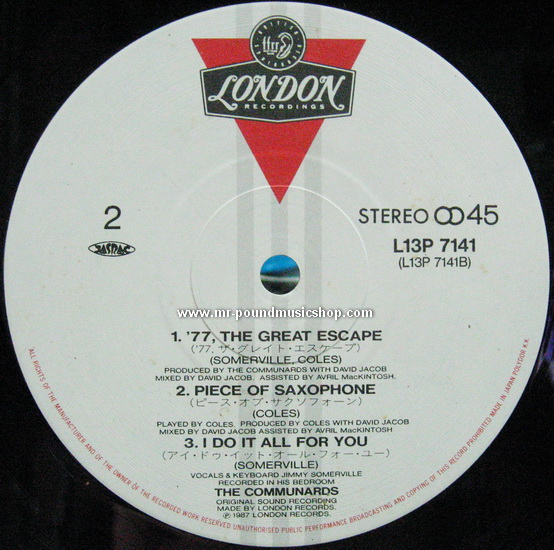 ffrr
LONDON
RECORDINGS
2
STEREO 45
JASRAC
L13P 7141
(L13P 7141B)
www.mr-poundmusicshop.com
1. '77, THE GREAT ESCAPE
('77, ザ・グレイト・エスケープ)
(SOMERVILLE, COLES)
PRODUCED BY THE COMMUNARDS WITH DAVID JACOB
MIXED BY DAVID JACOB, ASSISTED BY AVRIL MacKINTOSH.
2. PIECE OF SAXOPHONE
(ピース・オブ・サクソフォーン)
(COLES)
PLAYED BY COLES, PRODUCED BY COLES WITH DAVID JACOB
MIXED BY DAVID JACOB ASSISTED BY AVRIL MacKINTOSH
3. I DO IT ALL FOR YOU
(アイ・ドゥ・イット・オール・フォー・ユー)
(SOMERVILLE)
VOCALS & KEYBOARD JIMMY SOMERVILLE
RECORDED IN HIS BEDROOM
THE COMMUNARDS
ORIGINAL SOUND RECORDING
MADE BY LONDON RECORDS.
℗ 1987 LONDON RECORDS.
ALL RIGHTS OF THE MANUFACTURER AND OF THE OWNER OF THE RECORDED WORK RESERVED UNAUTHORISED PUBLIC PERFORMANCE BROADCASTING AND COPYING OF THIS RECORD PROHIBITED MADE IN JAPAN POLYDOR K.K.